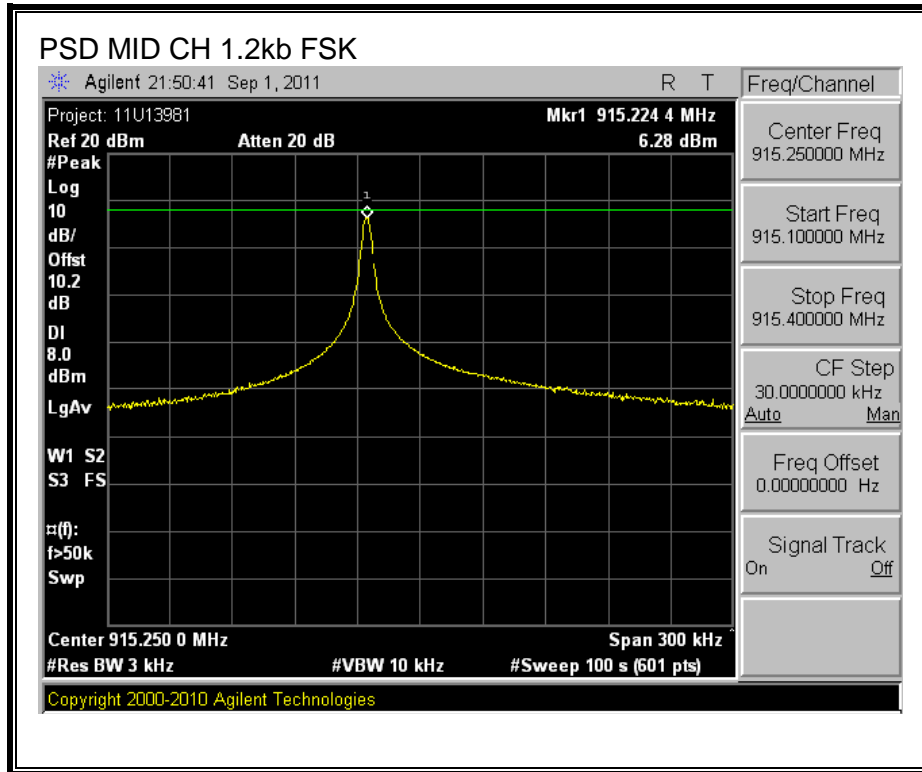 PSD MID CH 1.2kb FSK
Agilent 21:50:41 Sep 1, 2011 R T
Freq/Channel
Project: 11U13981 Mkr1 915.224 4 MHz
Ref 20 dBm Atten 20 dB 6.28 dBm
#Peak
Log
10
dB/
Offst
10.2
dB
DI
8.0
dBm
LgAv
W1 S2
S3 FS
¤(f):
f>50k
Swp
1
Center 915.250 0 MHz Span 300 kHz
#Res BW 3 kHz #VBW 10 kHz #Sweep 100 s (601 pts)
Copyright 2000-2010 Agilent Technologies
Center Freq
915.250000 MHz
Start Freq
915.100000 MHz
Stop Freq
915.400000 MHz
CF Step
30.0000000 kHz
Auto Man
Freq Offset
0.00000000 Hz
Signal Track
On Off